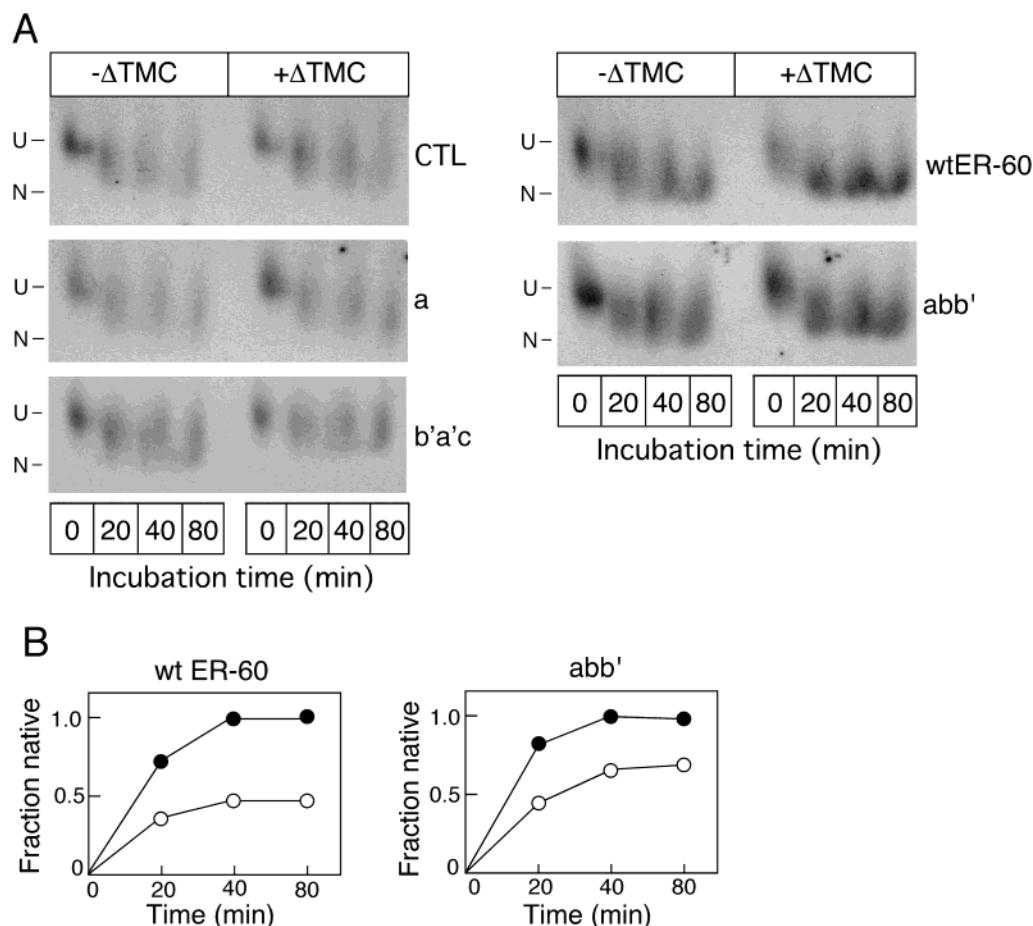 A
-ΔTMC +ΔTMC
U
N
CTL
U
N
a
U
N
b'a'c
0 20 40 80 0 20 40 80
Incubation time (min)
-ΔTMC +ΔTMC
U
N
wtER-60
U
N
abb'
0 20 40 80 0 20 40 80
Incubation time (min)
B
wt ER-60
Fraction native
1.0
0.5
0
0 20 40 80
Time (min)
abb'
Fraction native
1.0
0.5
0
0 20 40 80
Time (min)